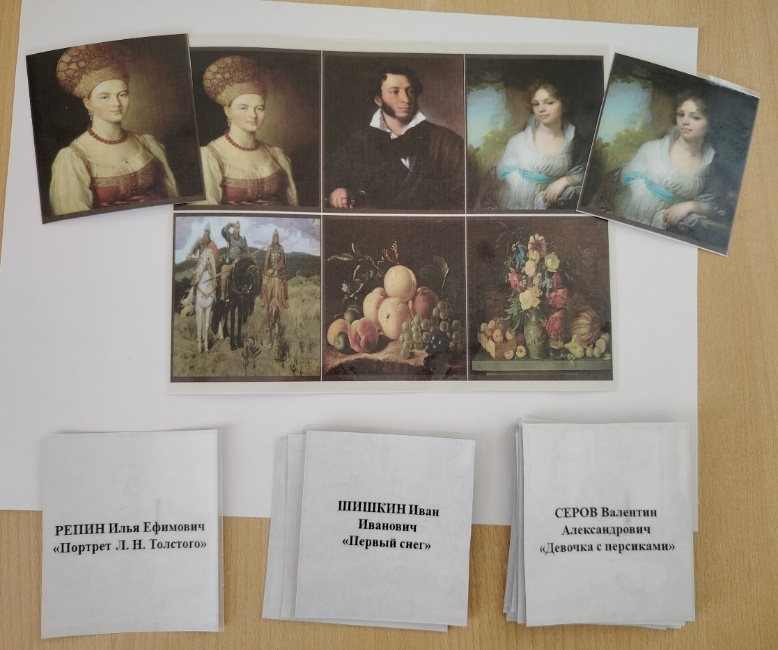 РЕПИН Илья Ефимович
«Портрет Л. Н. Толстого»
ШИШКИН Иван
Иванович
«Первый снег»
СЕРОВ Валентин
Александрович
«Девочка с персиками»